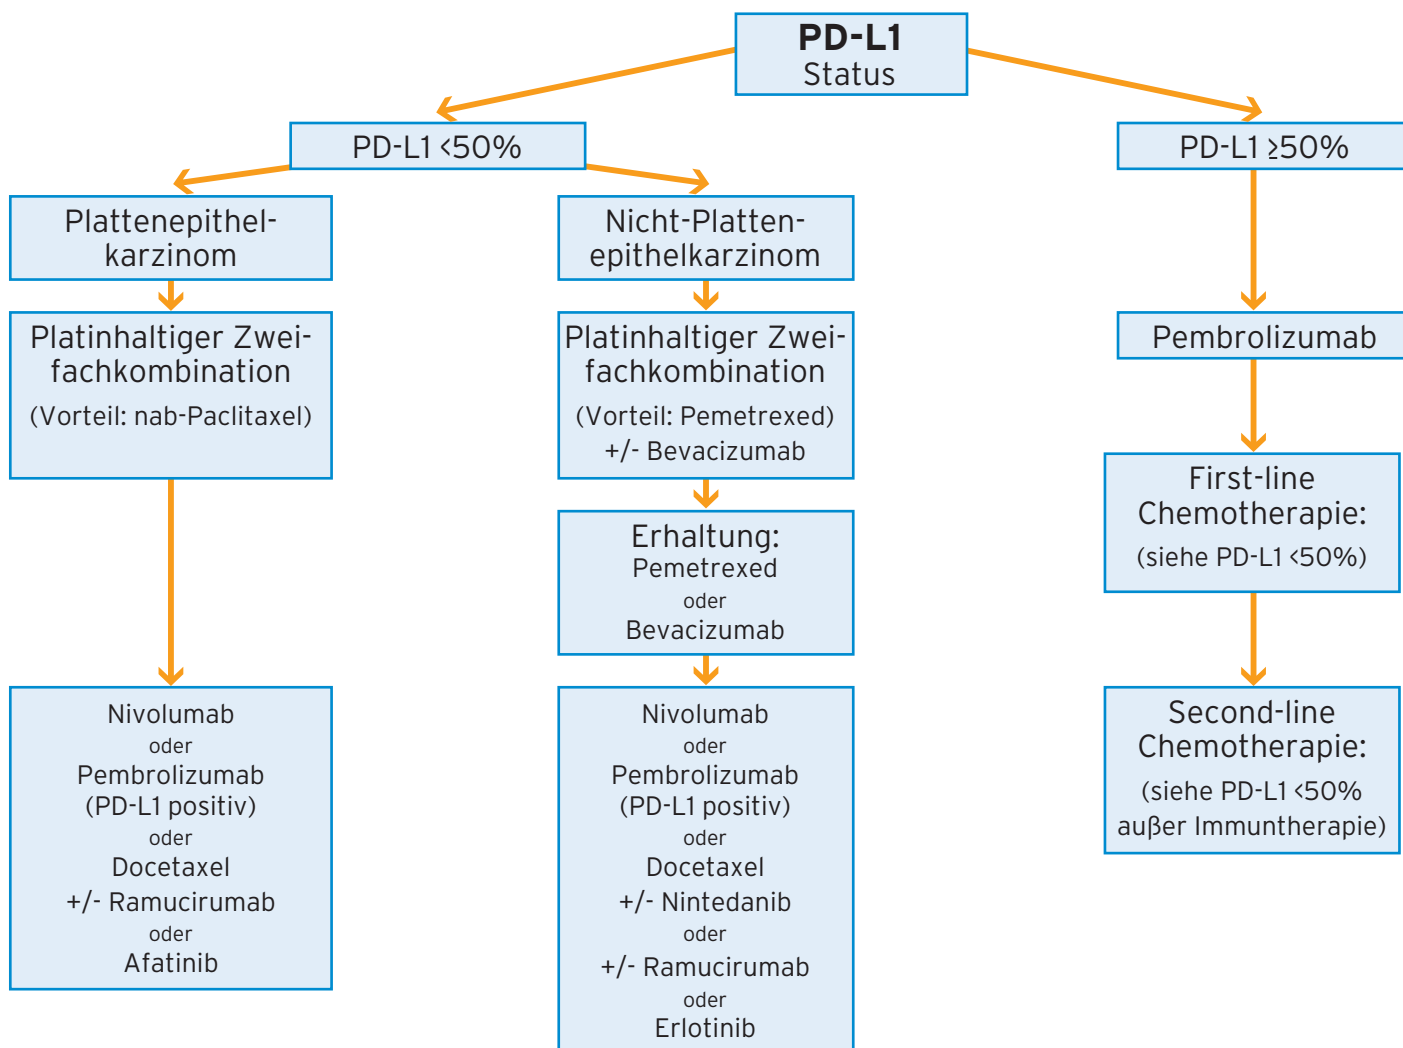 PD-L1
Status
PD-L1 <50%
PD-L1 ≥50%
Plattenepithel-
karzinom
Nicht-Platten-
epithelkarzinom
Platinhaltiger Zwei-
fachkombination
(Vorteil: nab-Paclitaxel)
Platinhaltiger Zwei-
fachkombination
(Vorteil: Pemetrexed)
+/- Bevacizumab
Pembrolizumab
Erhaltung:
Pemetrexed
oder
Bevacizumab
First-line
Chemotherapie:
(siehe PD-L1 <50%)
Nivolumab
oder
Pembrolizumab
(PD-L1 positiv)
oder
Docetaxel
+/- Ramucirumab
oder
Afatinib
Nivolumab
oder
Pembrolizumab
(PD-L1 positiv)
oder
Docetaxel
+/- Nintedanib
oder
+/- Ramucirumab
oder
Erlotinib
Second-line
Chemotherapie:
(siehe PD-L1 <50%
außer Immuntherapie)